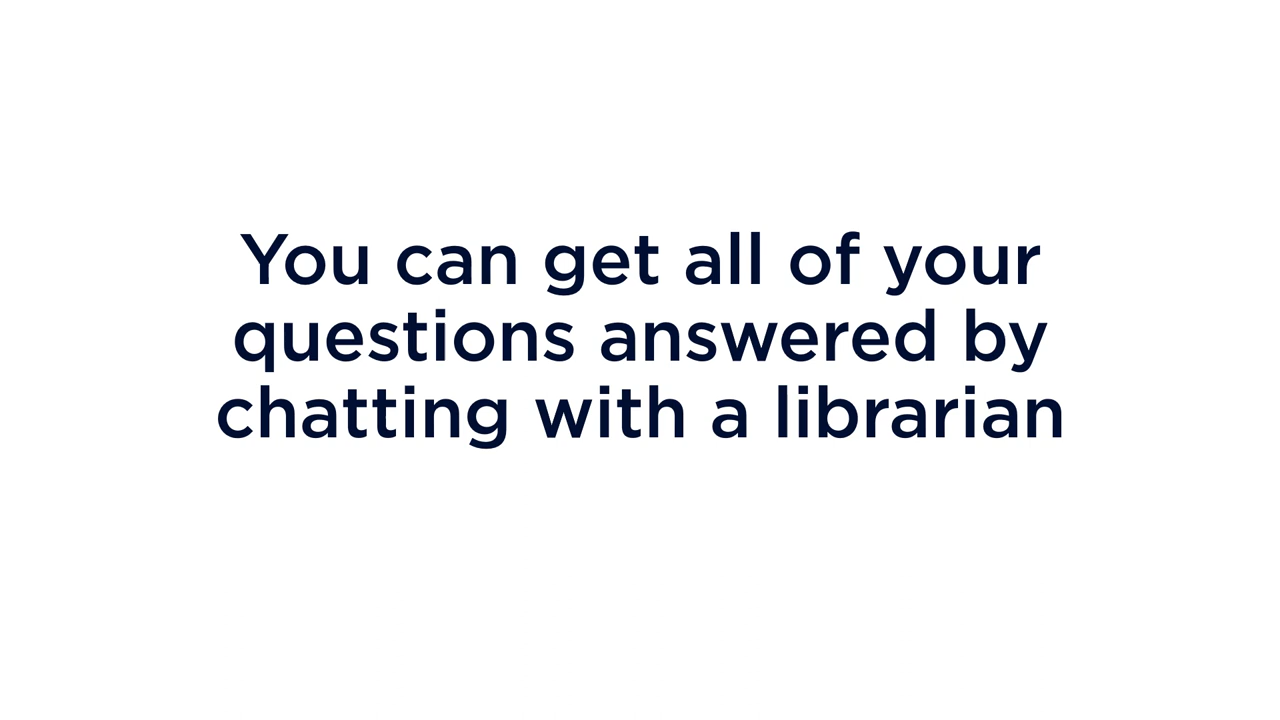 You can get all of your
questions answered by
chatting with a librarian